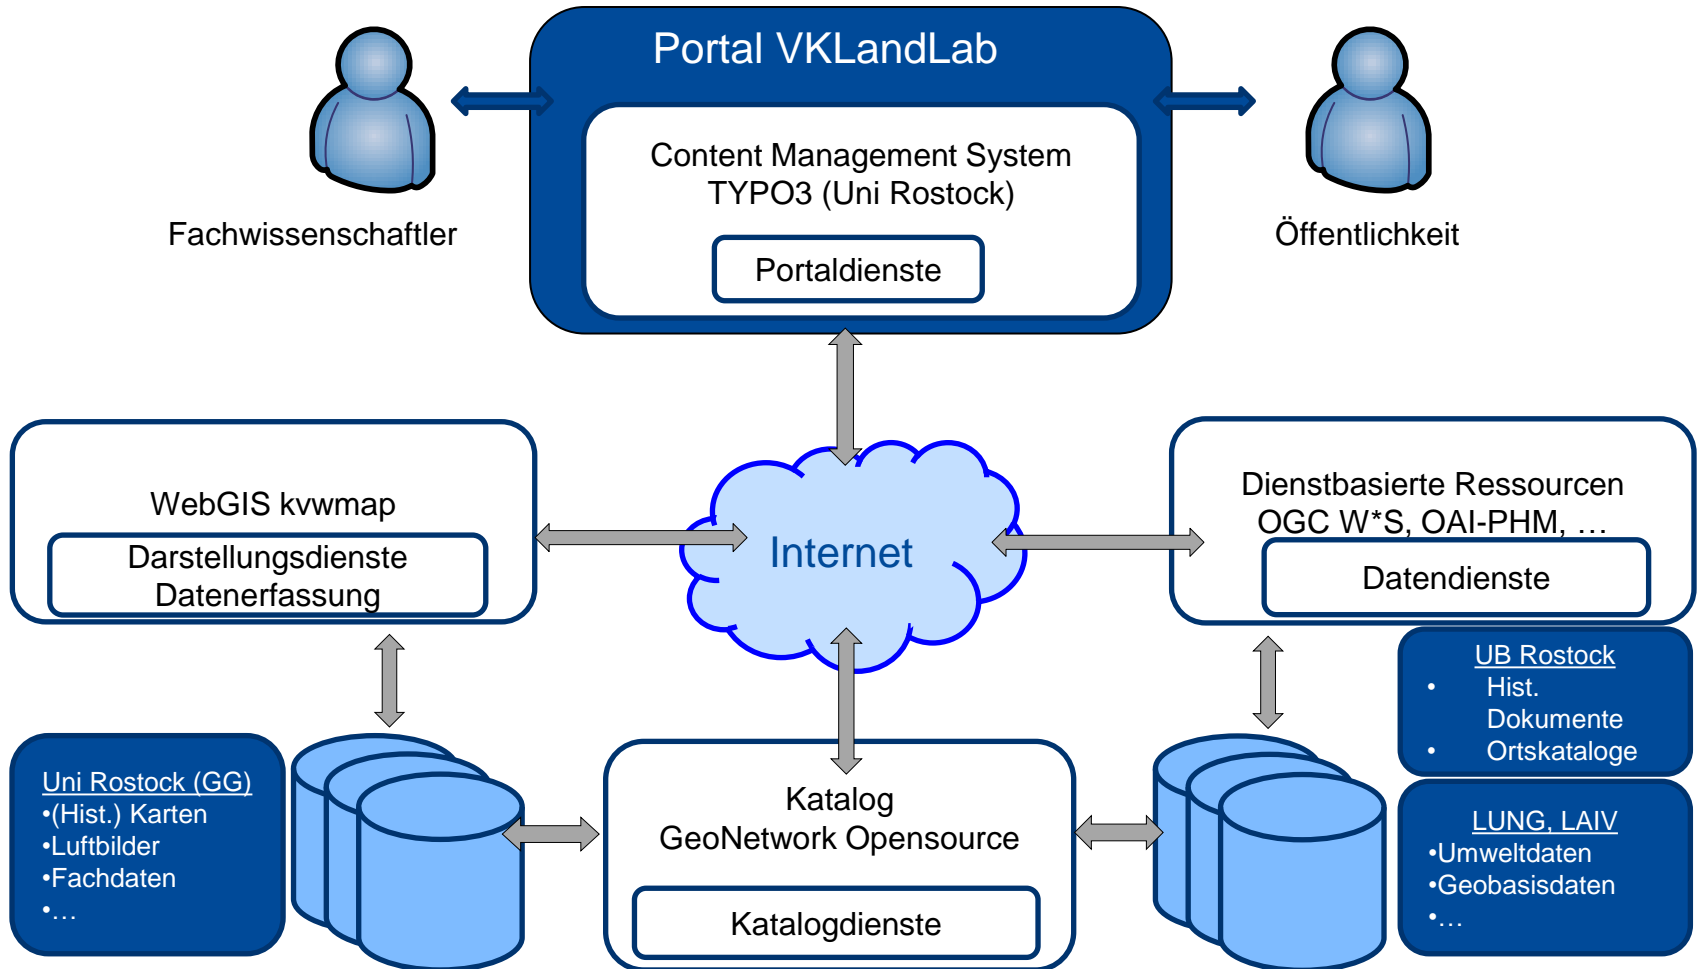 Portal VKLandLab
Content Management System
TYPO3 (Uni Rostock)
Portaldienste
Fachwissenschaftler
Öffentlichkeit
WebGIS kvwmap
Darstellungsdienste
Datenerfassung
Internet
Dienstbasierte Ressourcen
OGC W*S, OAI-PHM, …
Datendienste
UB Rostock
• Hist.
Dokumente
• Ortskataloge
Uni Rostock (GG)
•(Hist.) Karten
•Luftbilder
•Fachdaten
•…
Katalog
GeoNetwork Opensource
Katalogdienste
LUNG, LAIV
•Umweltdaten
•Geobasisdaten
•…